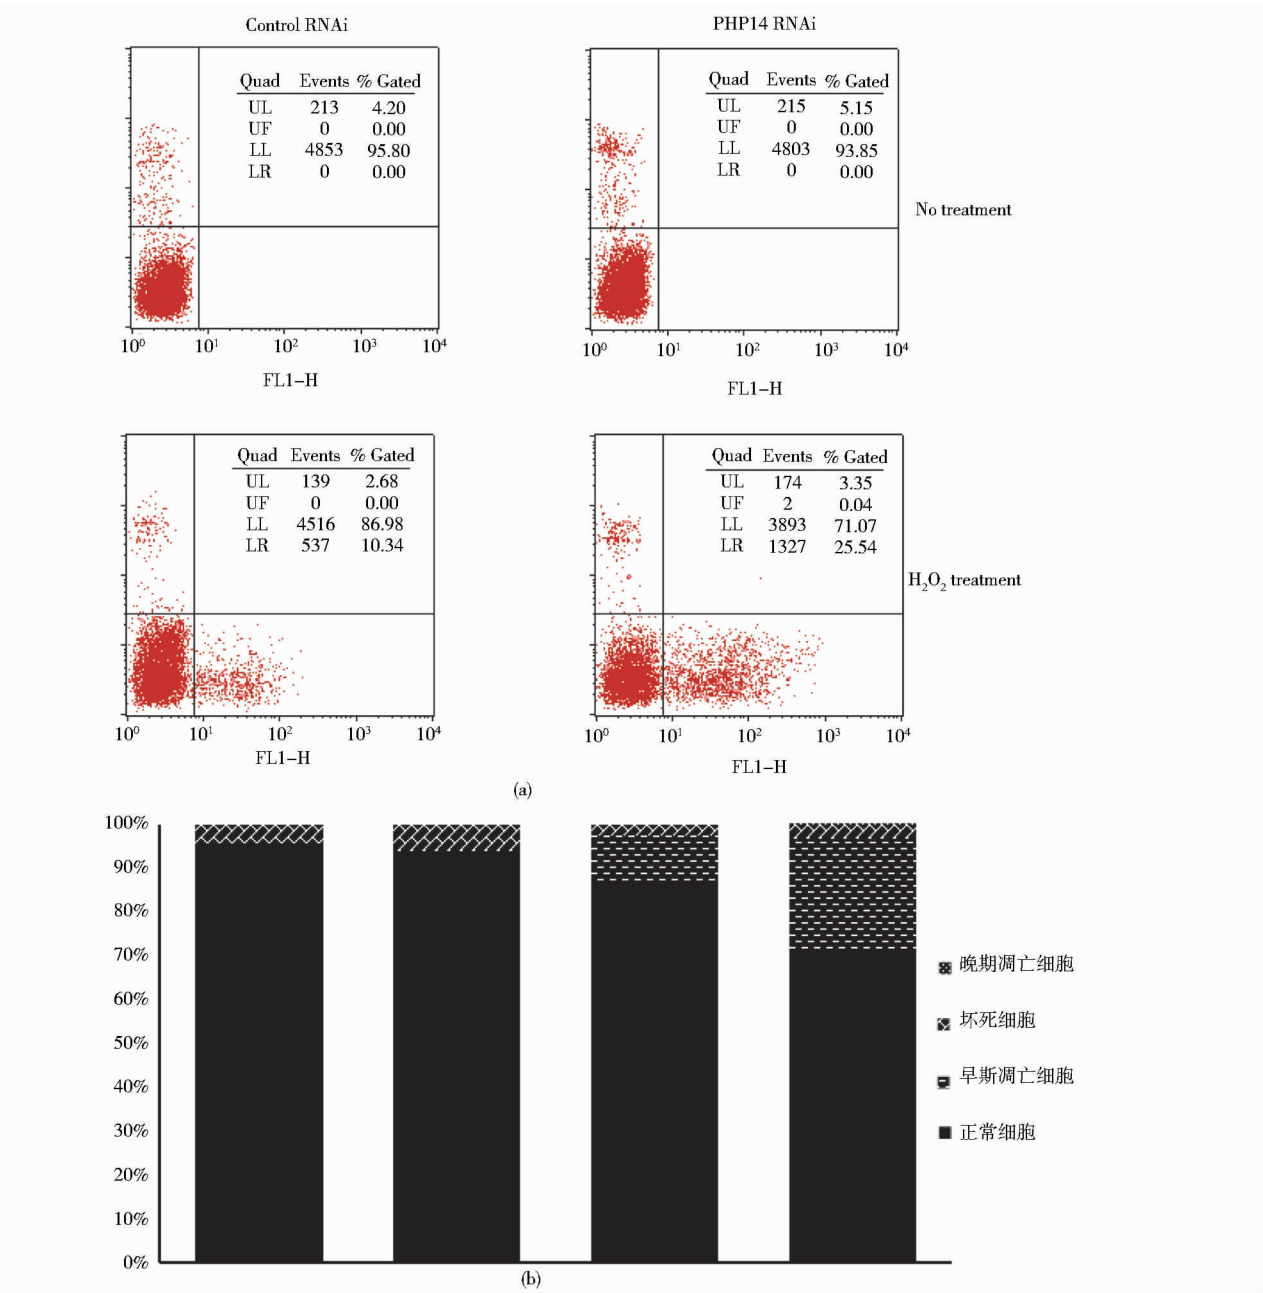 Control RNAi
PHP14 RNAi
Quad Events % Gated
UL 213 4.20
UF 0 0.00
LL 4853 95.80
LR 0 0.00
10⁰ 10¹ 10² 10³ 10⁴
FL1-H
Quad Events % Gated
UL 215 5.15
UF 0 0.00
LL 4803 93.85
LR 0 0.00
10⁰ 10¹ 10² 10³ 10⁴
FL1-H
No treatment
Quad Events % Gated
UL 139 2.68
UF 0 0.00
LL 4516 86.98
LR 537 10.34
10⁰ 10¹ 10² 10³ 10⁴
FL1-H
Quad Events % Gated
UL 174 3.35
UF 2 0.04
LL 3893 71.07
LR 1327 25.54
10⁰ 10¹ 10² 10³ 10⁴
FL1-H
H₂O₂ treatment
(a)
100%
90%
80%
70%
60%
50%
40%
30%
20%
10%
0%
晚期凋亡细胞
坏死细胞
早斯凋亡细胞
正常细胞
(b)